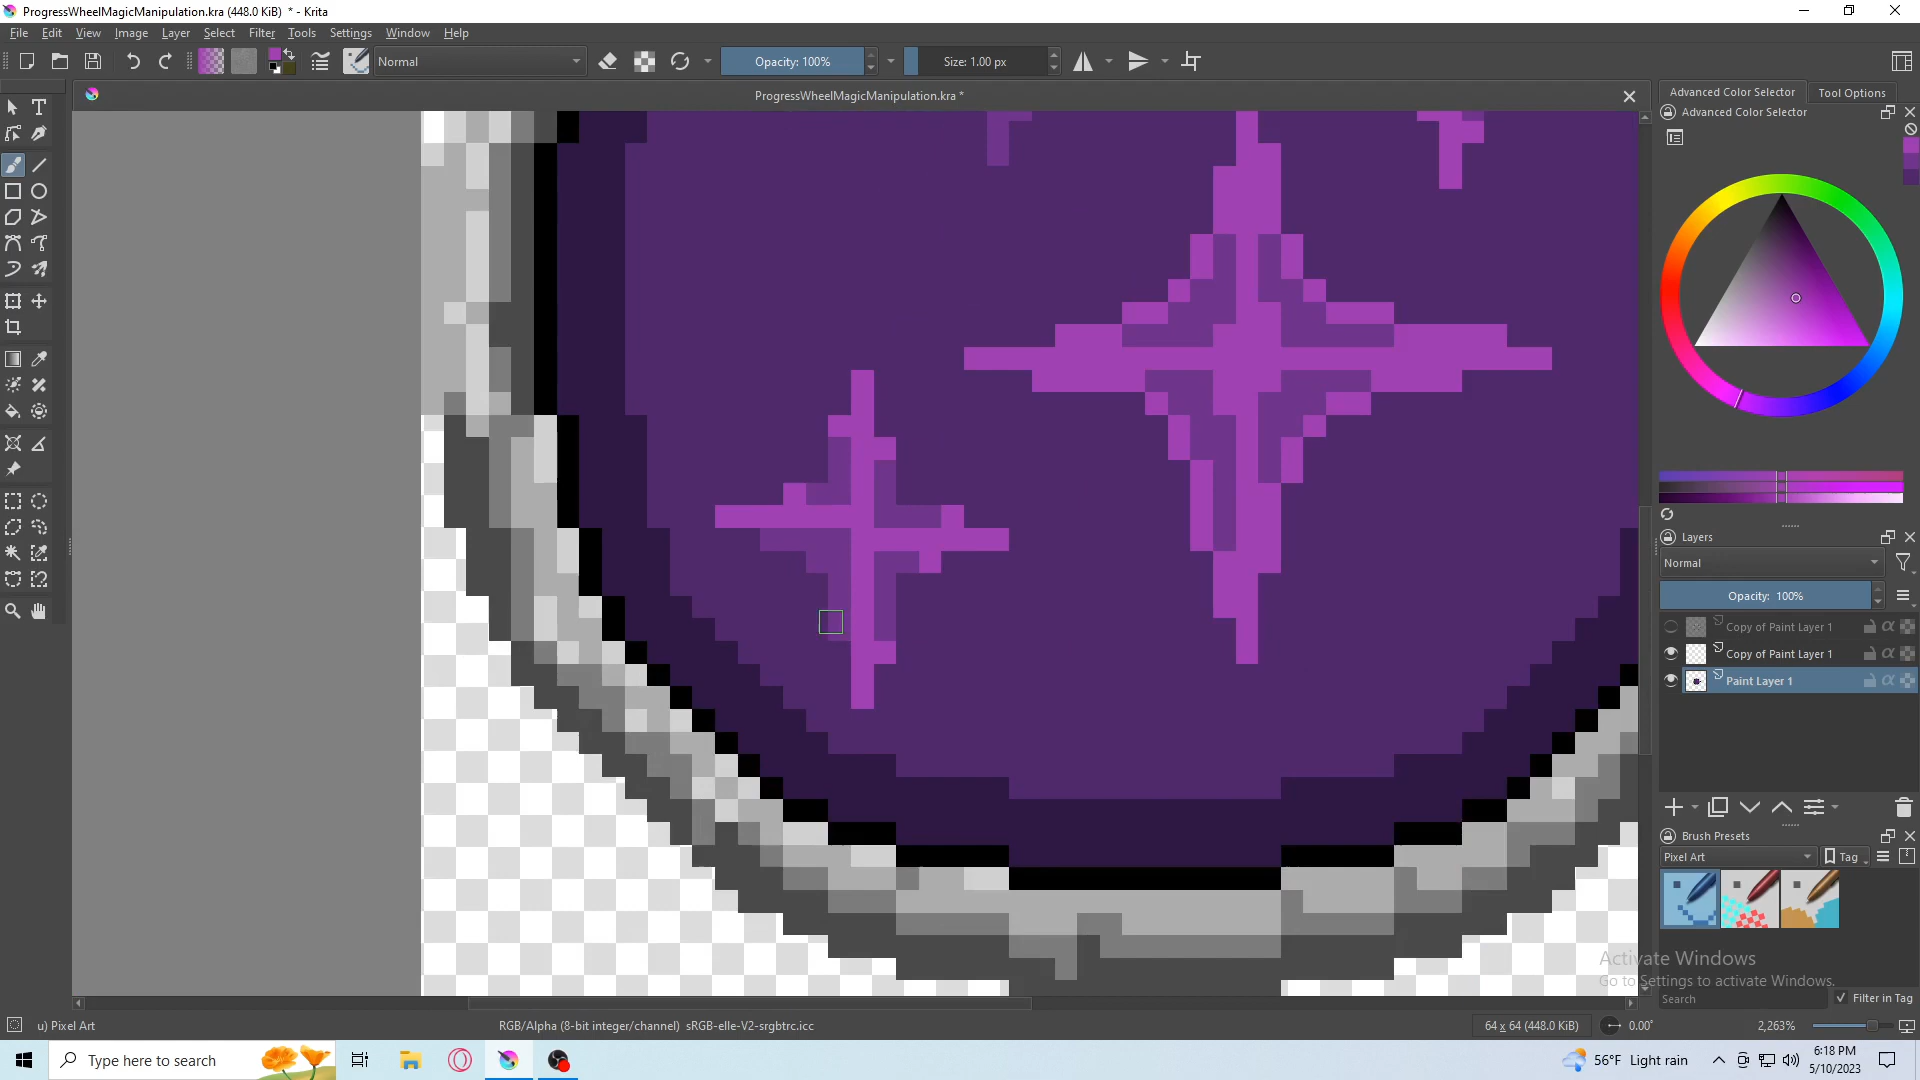 ProgressWheelMagicManipulation.kra (448.0 KiB) * - Krita
File Edit View Image Layer Select Filter Tools Settings Window Help
Normal Opacity: 100% Size: 1.00 px
ProgressWheelMagicManipulation.kra *
Advanced Color Selector Tool Options
Advanced Color Selector
Layers
Normal
Opacity: 100%
Copy of Paint Layer 1
Copy of Paint Layer 1
Paint Layer 1
Brush Presets
Pixel Art Tag
Activate Windows
Go to Settings to activate Windows.
Search Filter in Tag
u) Pixel Art RGB/Alpha (8-bit integer/channel) sRGB-elle-V2-srgbtrc.icc 64 x 64 (448.0 KiB) 0.00° 2,263%
Type here to search 56°F Light rain 6:18 PM
5/10/2023